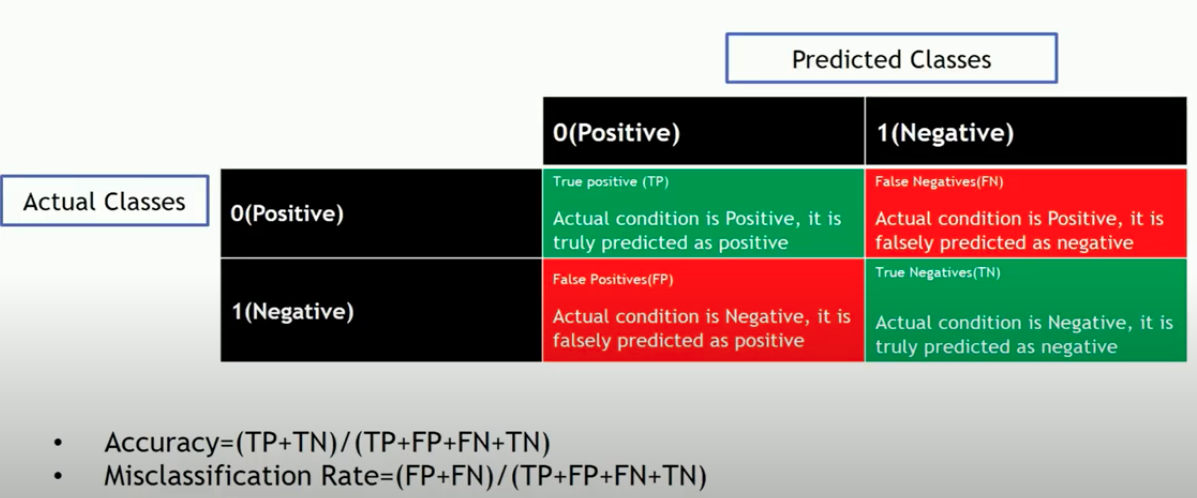 Predicted Classes
0(Positive)
1(Negative)
Actual Classes
0(Positive)
True positive (TP)
Actual condition is Positive, it is
truly predicted as positive
False Negatives(FN)
Actual condition is Positive, it is
falsely predicted as negative
1(Negative)
False Positives(FP)
Actual condition is Negative, it is
falsely predicted as positive
True Negatives(TN)
Actual condition is Negative, it is
truly predicted as negative
• Accuracy=(TP+TN)/(TP+FP+FN+TN)
• Misclassification Rate=(FP+FN)/(TP+FP+FN+TN)